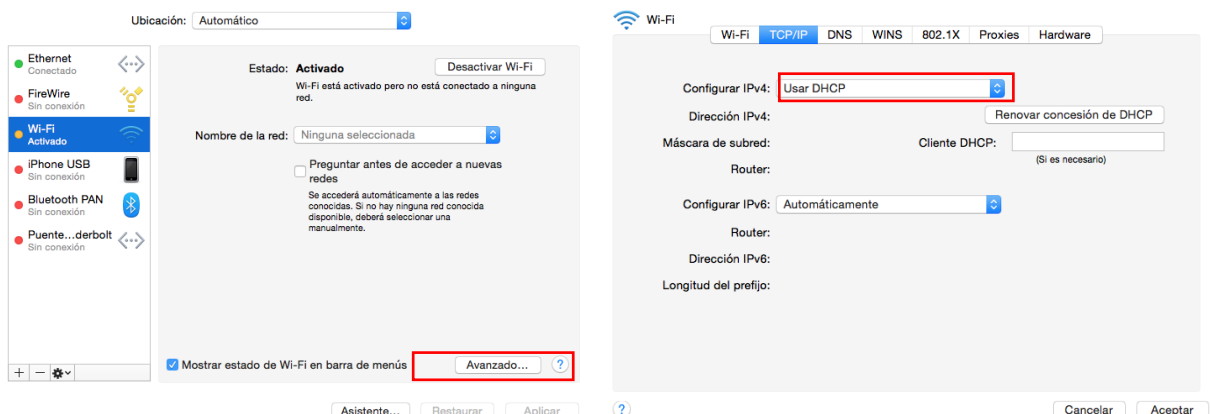 Ubicación: Automático
Ethernet
Conectado
FireWire
Sin conexión
Wi-Fi
Activado
iPhone USB
Sin conexión
Bluetooth PAN
Sin conexión
Puente...derbolt
Sin conexión
+ −
Estado: Activado
Desactivar Wi-Fi
Wi-Fi está activado pero no está conectado a ninguna
red.
Nombre de la red: Ninguna seleccionada
Preguntar antes de acceder a nuevas
redes
Se accederá automáticamente a las redes
conocidas. Si no hay ninguna red conocida
disponible, deberá seleccionar una
manualmente.
Mostrar estado de Wi-Fi en barra de menús
Avanzado... ?
Asistente... Restaurar Aplicar
Wi-Fi
Wi-Fi TCP/IP DNS WINS 802.1X Proxies Hardware
Configurar IPv4: Usar DHCP
Dirección IPv4:
Renovar concesión de DHCP
Máscara de subred:
Cliente DHCP:
(Si es necesario)
Router:
Configurar IPv6: Automáticamente
Router:
Dirección IPv6:
Longitud del prefijo:
? Cancelar Aceptar